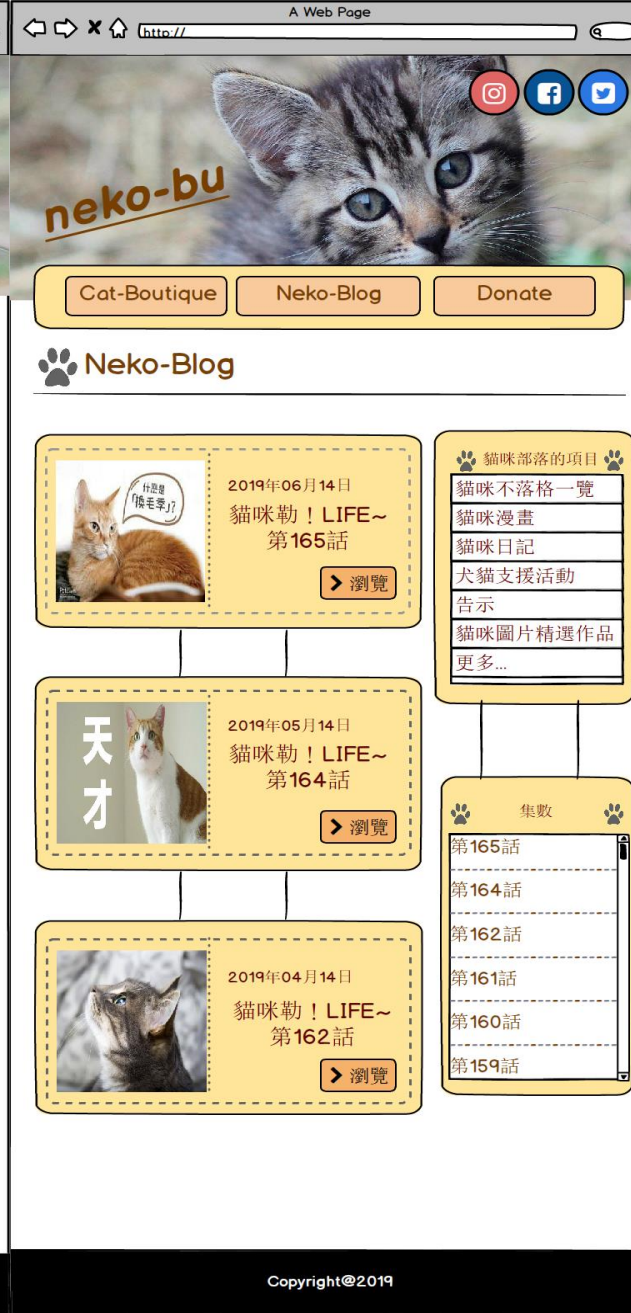 A Web Page
http://
neko-bu
Cat-Boutique
Neko-Blog
Donate
Neko-Blog
什麼是
「換毛季」?
2019年06月14日
貓咪勒！LIFE~
第165話
瀏覽
天
才
2019年05月14日
貓咪勒！LIFE~
第164話
瀏覽
2019年04月14日
貓咪勒！LIFE~
第162話
瀏覽
貓咪部落的項目
貓咪不落格一覽
貓咪漫畫
貓咪日記
犬貓支援活動
告示
貓咪圖片精選作品
更多...
集數
第165話
第164話
第162話
第161話
第160話
第159話
Copyright@2019